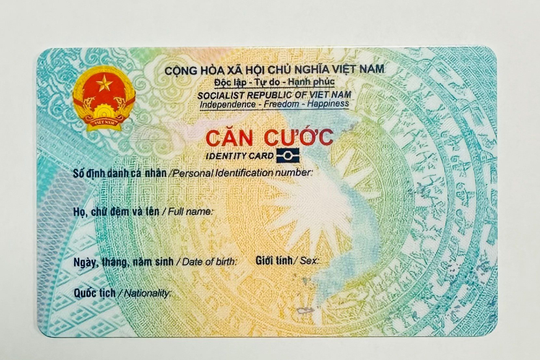 CỘNG HÒA XÃ HỘI CHỦ NGHĨA VIỆT NAM
Độc lập - Tự do - Hạnh phúc
SOCIALIST REPUBLIC OF VIET NAM
Independence - Freedom - Happiness
CĂN CƯỚC
IDENTITY CARD
Số định danh cá nhân / Personal Identification number:
Họ, chữ đệm và tên / Full name:
Ngày, tháng, năm sinh / Date of birth: Giới tính / Sex:
Quốc tịch / Nationality: